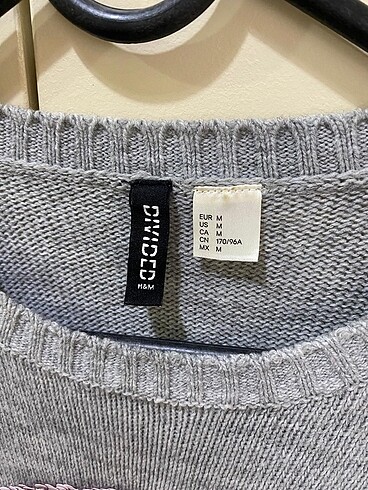 DIVIDED
H&M
EUR M
US M
CA M
CN 170/96A
MX M